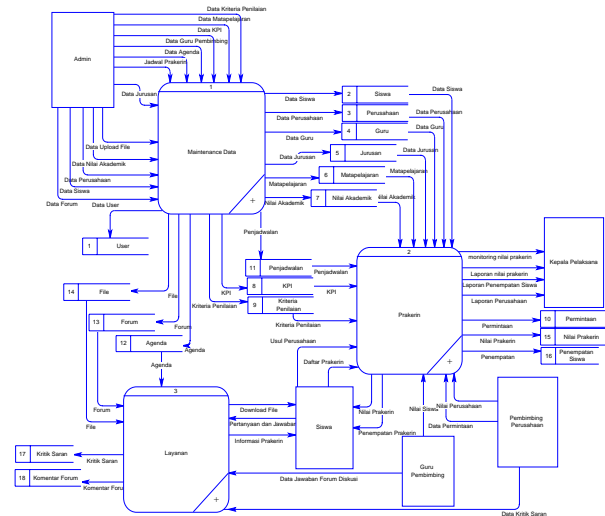 Data Kriteria Penilaian
Data Matapelajaran
Data KPI
Data Guru Pembimbing
Data Agenda
Jadwal Prakerin
Admin
Data Jurusan
Data Upload File
Data Nilai Akademik
Data Perusahaan
Data Siswa
Data Forum
Data User
1
Maintenance Data
+
Data Siswa
Data Perusahaan
Data Guru
Data Jurusan
Matapelajaran
Nilai Akademik
2 Siswa
3 Perusahaan
4 Guru
5 Jurusan
6 Matapelajaran
7 Nilai Akademik
Data Siswa
Data Perusahaan
Data Guru
Data Jurusan
Matapelajaran
Nilai Akademik
1 User
14 File
13 Forum
12 Agenda
File
Forum
Agenda
Agenda
Penjadwalan
KPI
Kriteria Penilaian
11 Penjadwalan
8 KPI
9 Kriteria
Penilaian
Penjadwalan
KPI
Kriteria Penilaian
2
Prakerin
+
monitoring nilai prakerin
Laporan nilai prakerin
Laporan Penempatan Siswa
Laporan Perusahaan
Kepala Pelaksana
Permintaan
Nilai Prakerin
Penempatan
10 Permintaan
15 Nilai Prakerin
16 Penempatan
Siswa
Usul Perusahaan
Daftar Prakerin
3
Layanan
+
Forum
File
Download File
Pertanyaan dan Jawaban
Informasi Prakerin
Siswa
Nilai Prakerin
Penempatan Prakerin
Nilai Siswa
Nilai Perusahaan
Data Permintaan
Pembimbing
Perusahaan
Guru
Pembimbing
17 Kritik Saran
18 Komentar Forum
Kritik Saran
Komentar Forum
Data Jawaban Forum Diskusi
Data Kritik Saran